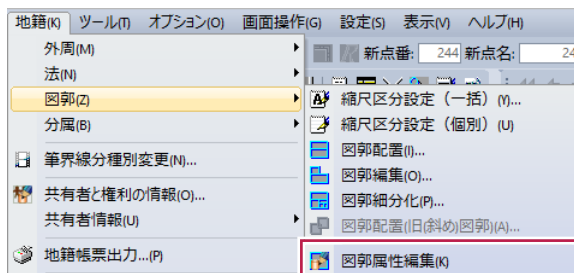 地籍(K) ツール(T) オプション(O) 画面操作(G) 設定(S) 表示(V) ヘルプ(H)
新点番: 244 新点名: 24
外周(M)
法(N)
図郭(Z)
分属(B)
筆界線分種別変更(N)...
共有者と権利の情報(O)...
共有者情報(U)
地籍帳票出力...(P)
縮尺区分設定（一括）(Y)...
縮尺区分設定（個別）(U)
図郭配置(I)...
図郭編集(O)...
図郭細分化(P)...
図郭配置(旧(斜め)図郭)(A)...
図郭属性編集(K)